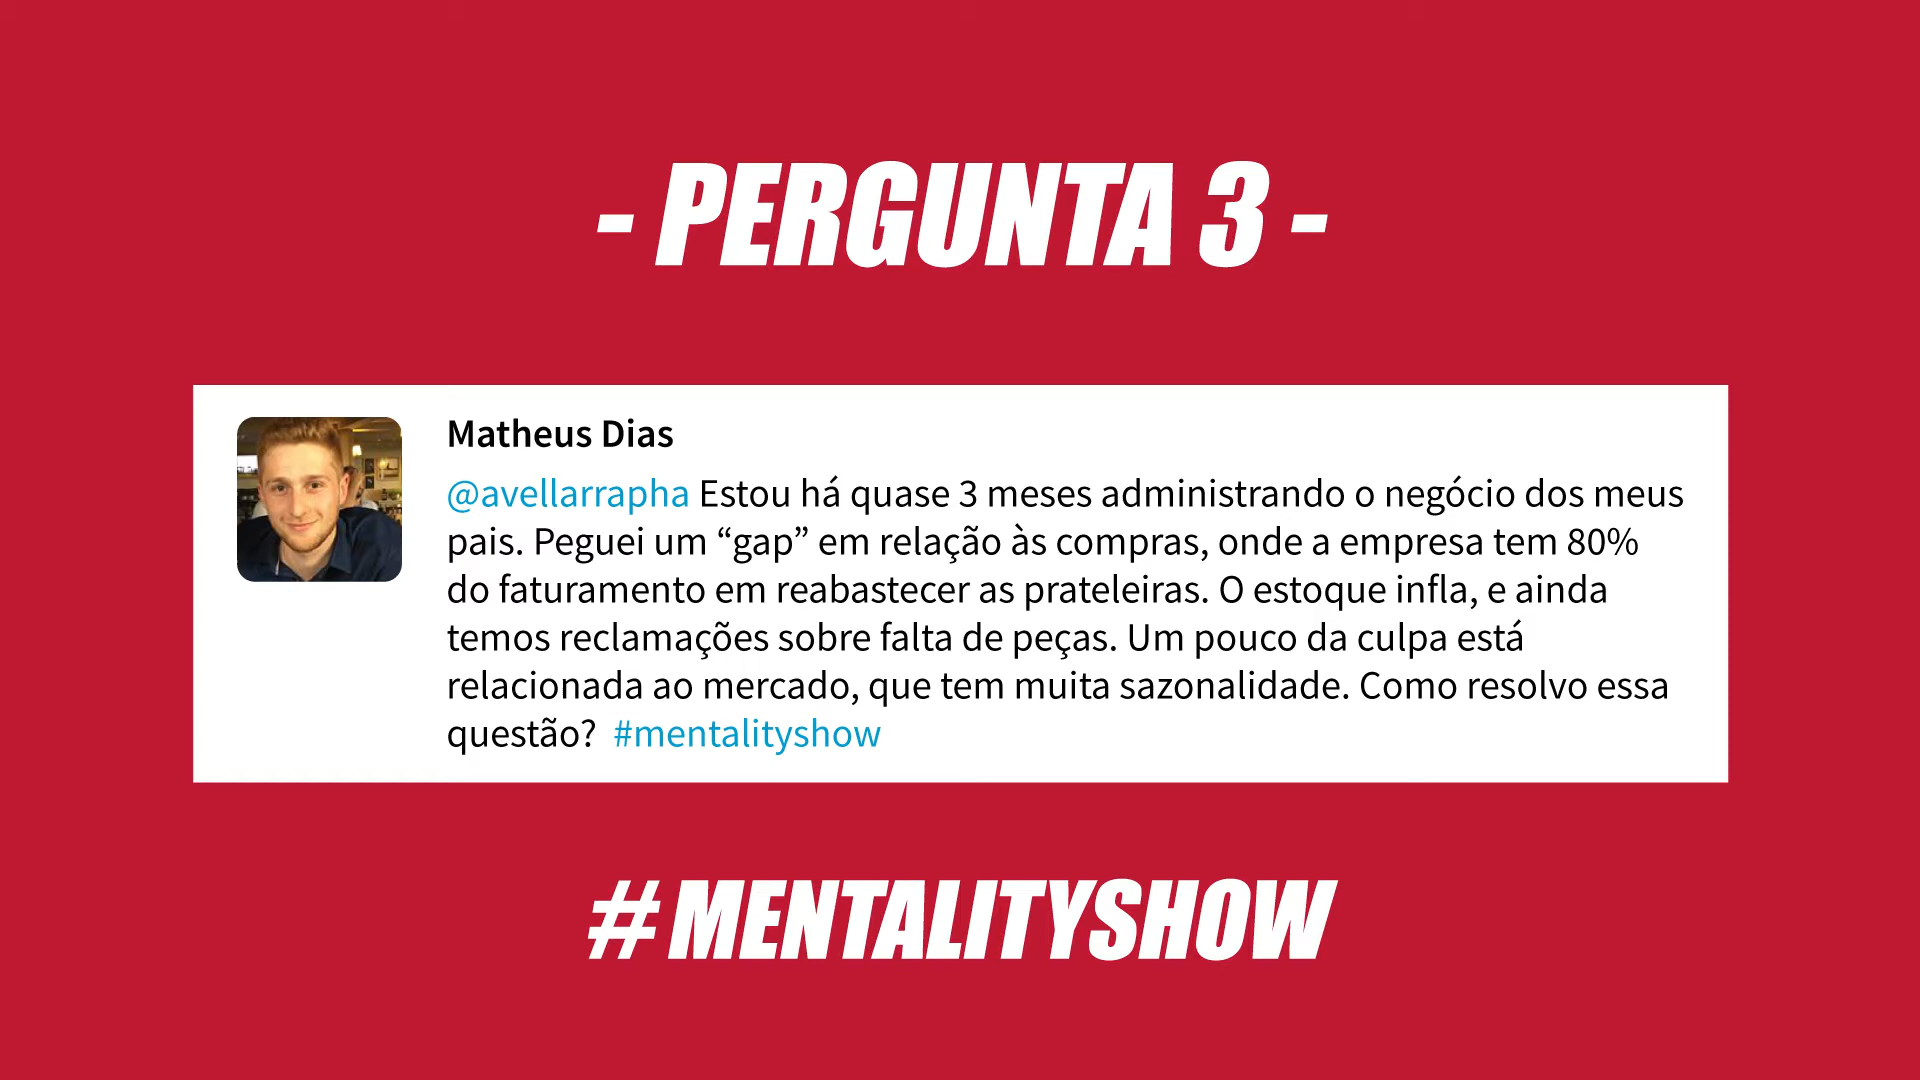 - PERGUNTA 3 -
Matheus Dias
@avellarrapha Estou há quase 3 meses administrando o negócio dos meus
pais. Peguei um “gap” em relação às compras, onde a empresa tem 80%
do faturamento em reabastecer as prateleiras. O estoque infla, e ainda
temos reclamações sobre falta de peças. Um pouco da culpa está
relacionada ao mercado, que tem muita sazonalidade. Como resolvo essa
questão? #mentalityshow
#MENTALITYSHOW